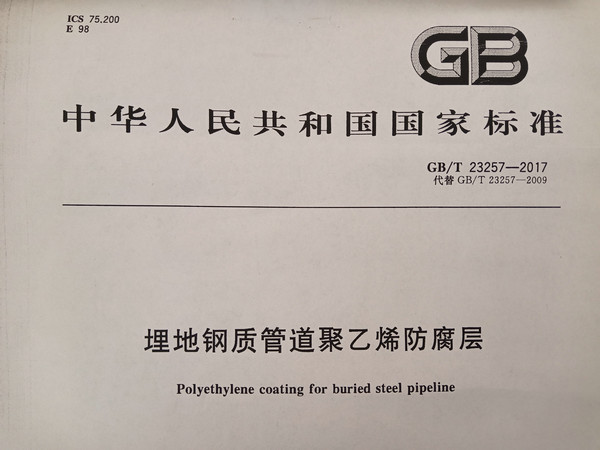 ICS 75.200
E 98
GB
中华人民共和国国家标准
GB/T 23257—2017
代替 GB/T 23257—2009
埋地钢质管道聚乙烯防腐层
Polyethylene coating for buried steel pipeline